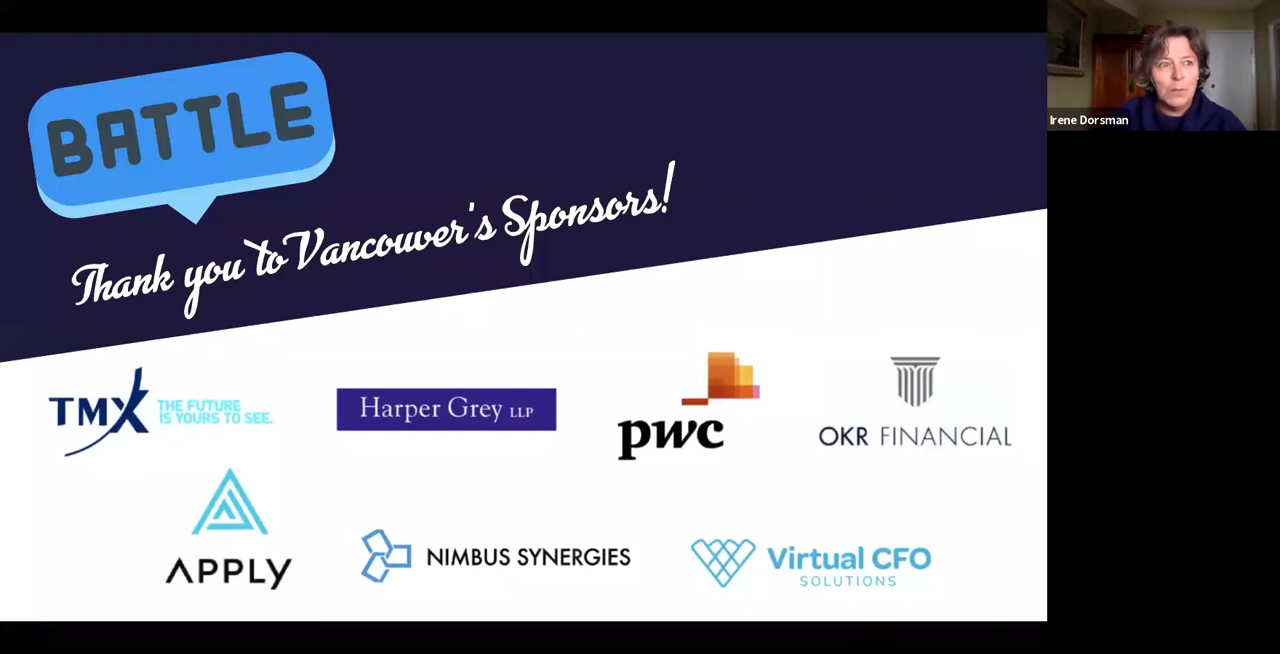 BATTLE
Thank you to Vancouver's Sponsors!
Irene Dorsman
TMX THE FUTURE
IS YOURS TO SEE.
Harper Grey LLP
pwc
OKR FINANCIAL
APPLY
NIMBUS SYNERGIES
Virtual CFO
SOLUTIONS